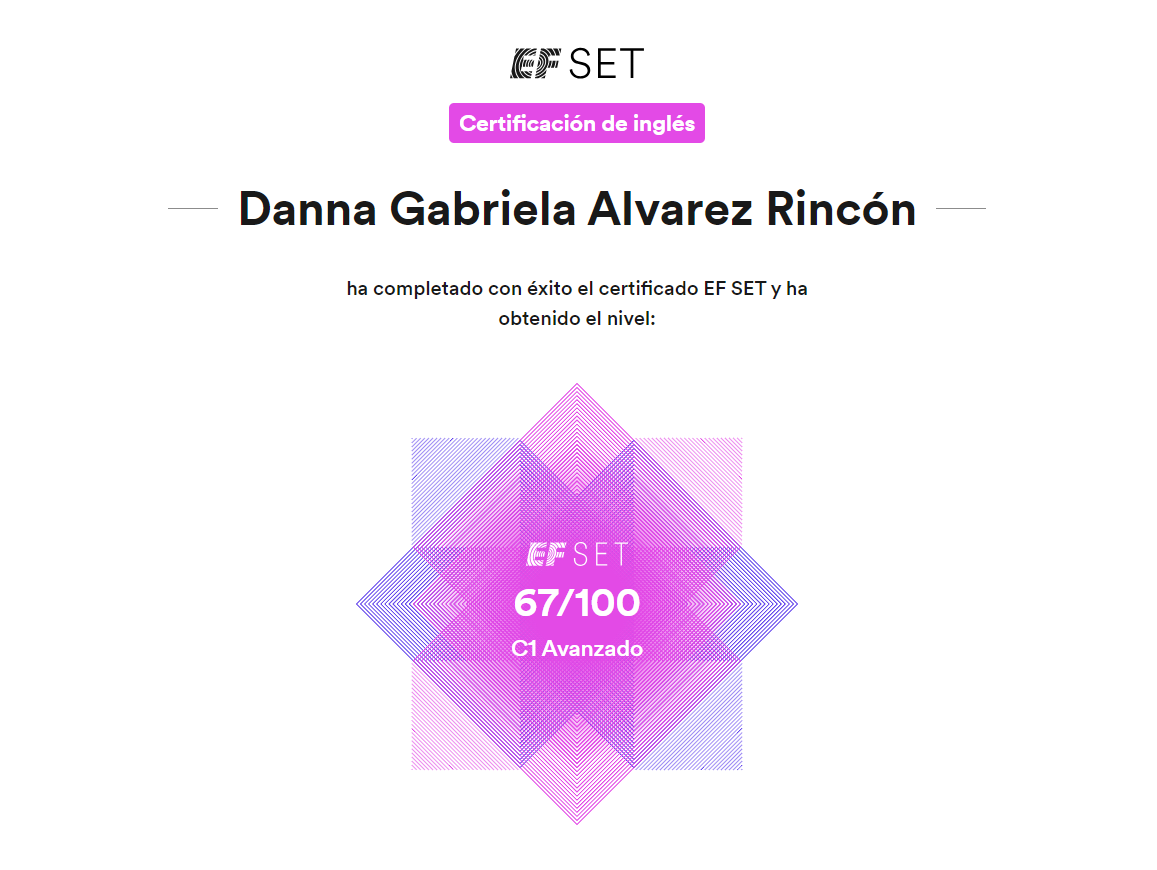 EF SET
Certificación de inglés
Danna Gabriela Alvarez Rincón
ha completado con éxito el certificado EF SET y ha
obtenido el nivel:
EF SET
67/100
C1 Avanzado